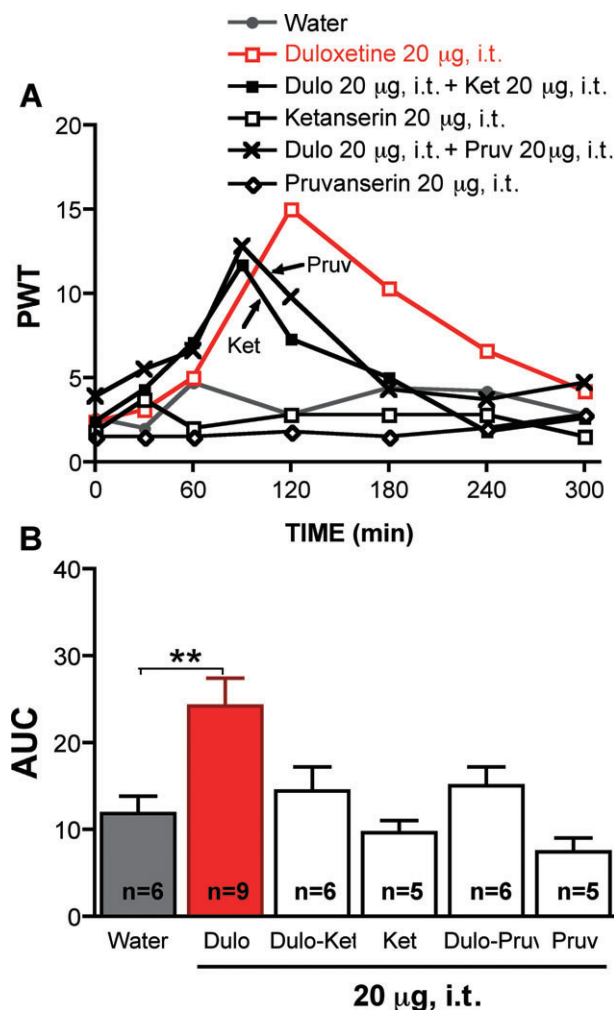 Water
Duloxetine 20 μg, i.t.
Dulo 20 μg, i.t. + Ket 20 μg, i.t.
Ketanserin 20 μg, i.t.
Dulo 20 μg, i.t. + Pruv 20μg, i.t.
Pruvanserin 20 μg, i.t.
A
20
15
10
5
0
PWT
Pruv
Ket
0 60 120 180 240 300
TIME (min)
B
40
30
20
10
0
AUC
**
n=6 n=9 n=6 n=5 n=6 n=5
Water Dulo Dulo-Ket Ket Dulo-Pruv Pruv
20 μg, i.t.